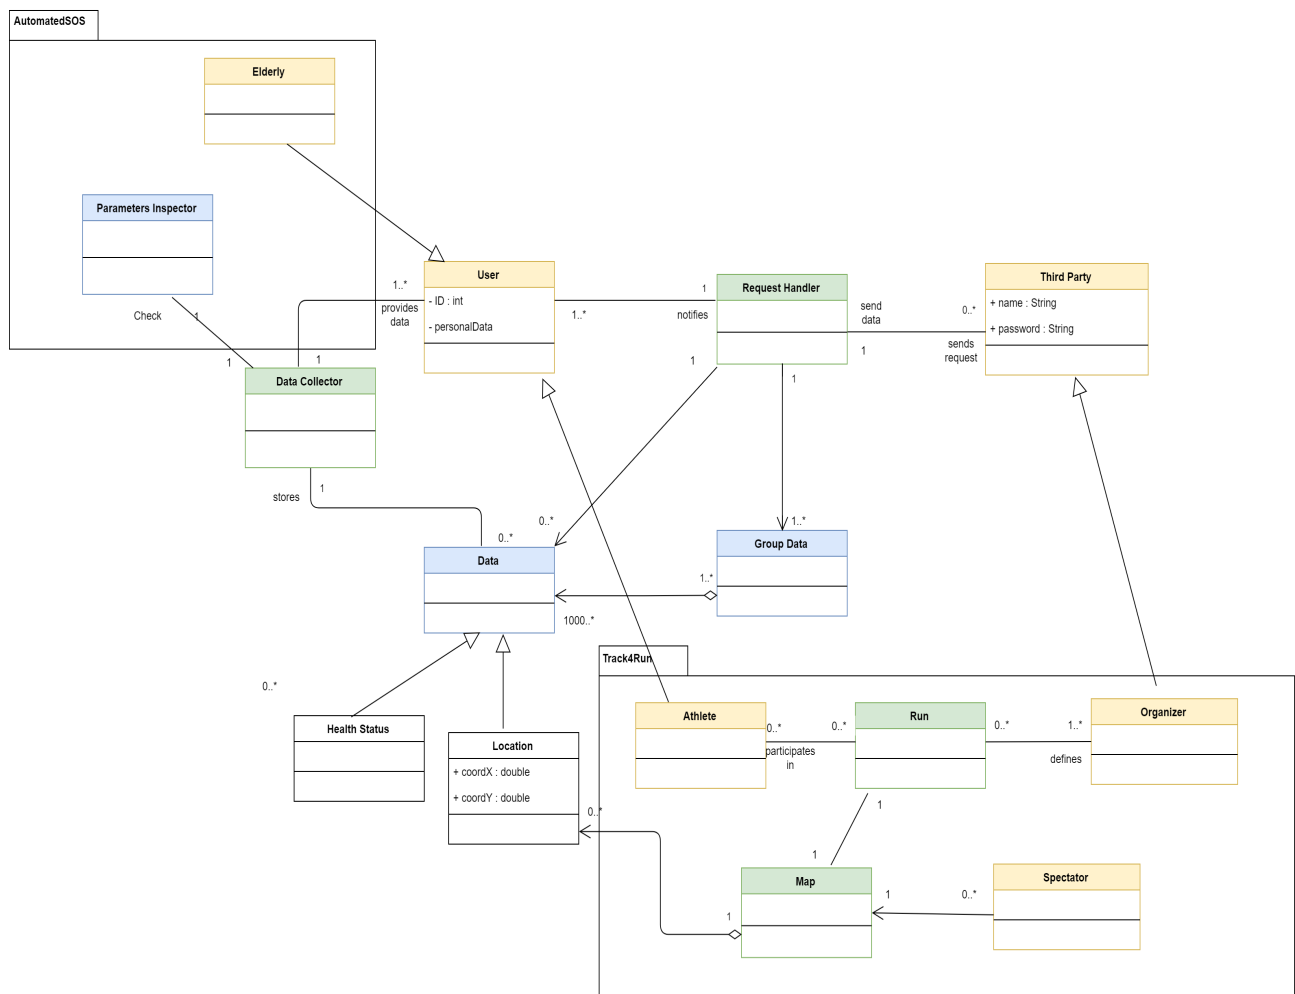 AutomatedSOS
Elderly
Parameters Inspector
Check
1
1
1
1..*
provides
data
User
- ID : int
- personalData
1..*
1
notifies
Request Handler
send
data
1
0..*
sends
request
Third Party
+ name : String
+ password : String
Data Collector
1
stores
0..*
1
0..*
1
1..*
Data
Group Data
1..*
1000..*
0..*
Health Status
Location
+ coordX : double
+ coordY : double
0..*
Track4Run
Athlete
0..*
participates
in
0..*
Run
0..*
1..*
defines
Organizer
1
1
Map
1
1
0..*
Spectator